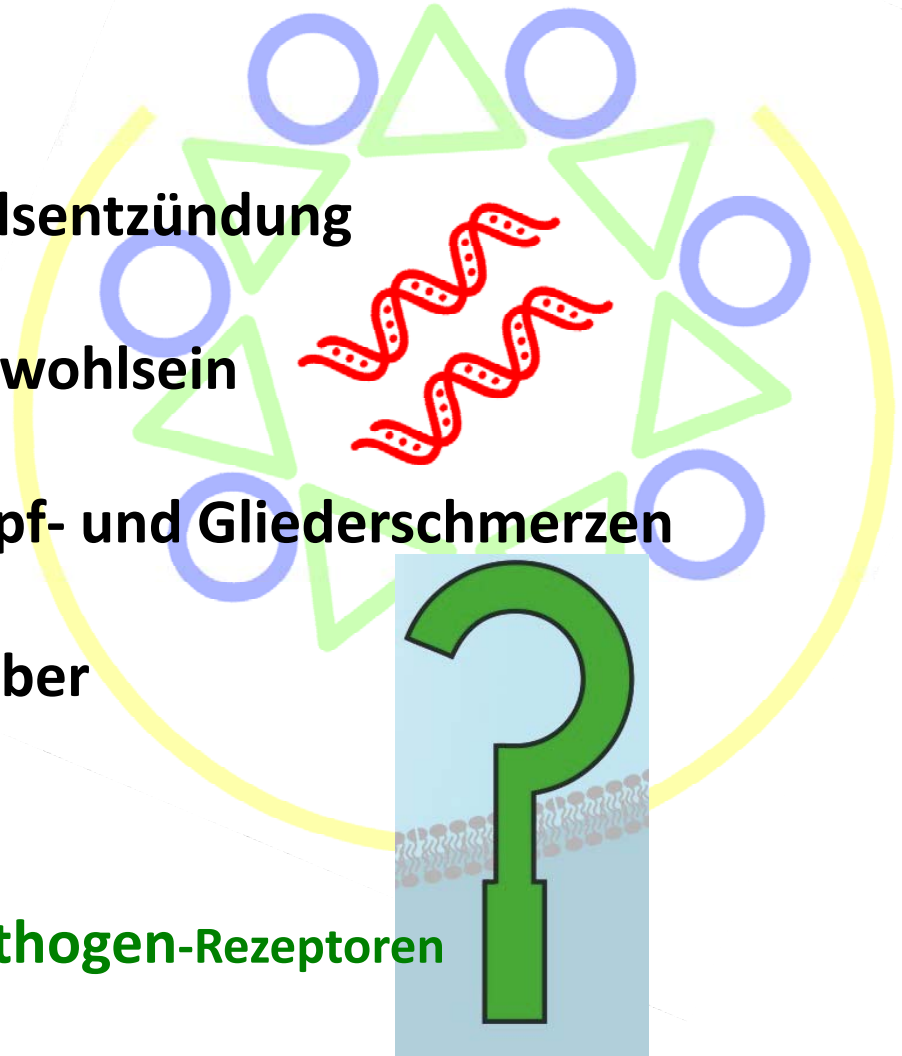 lsentzündung
wohlsein
pf- und Gliederschmerzen
ber
thogen-Rezeptoren